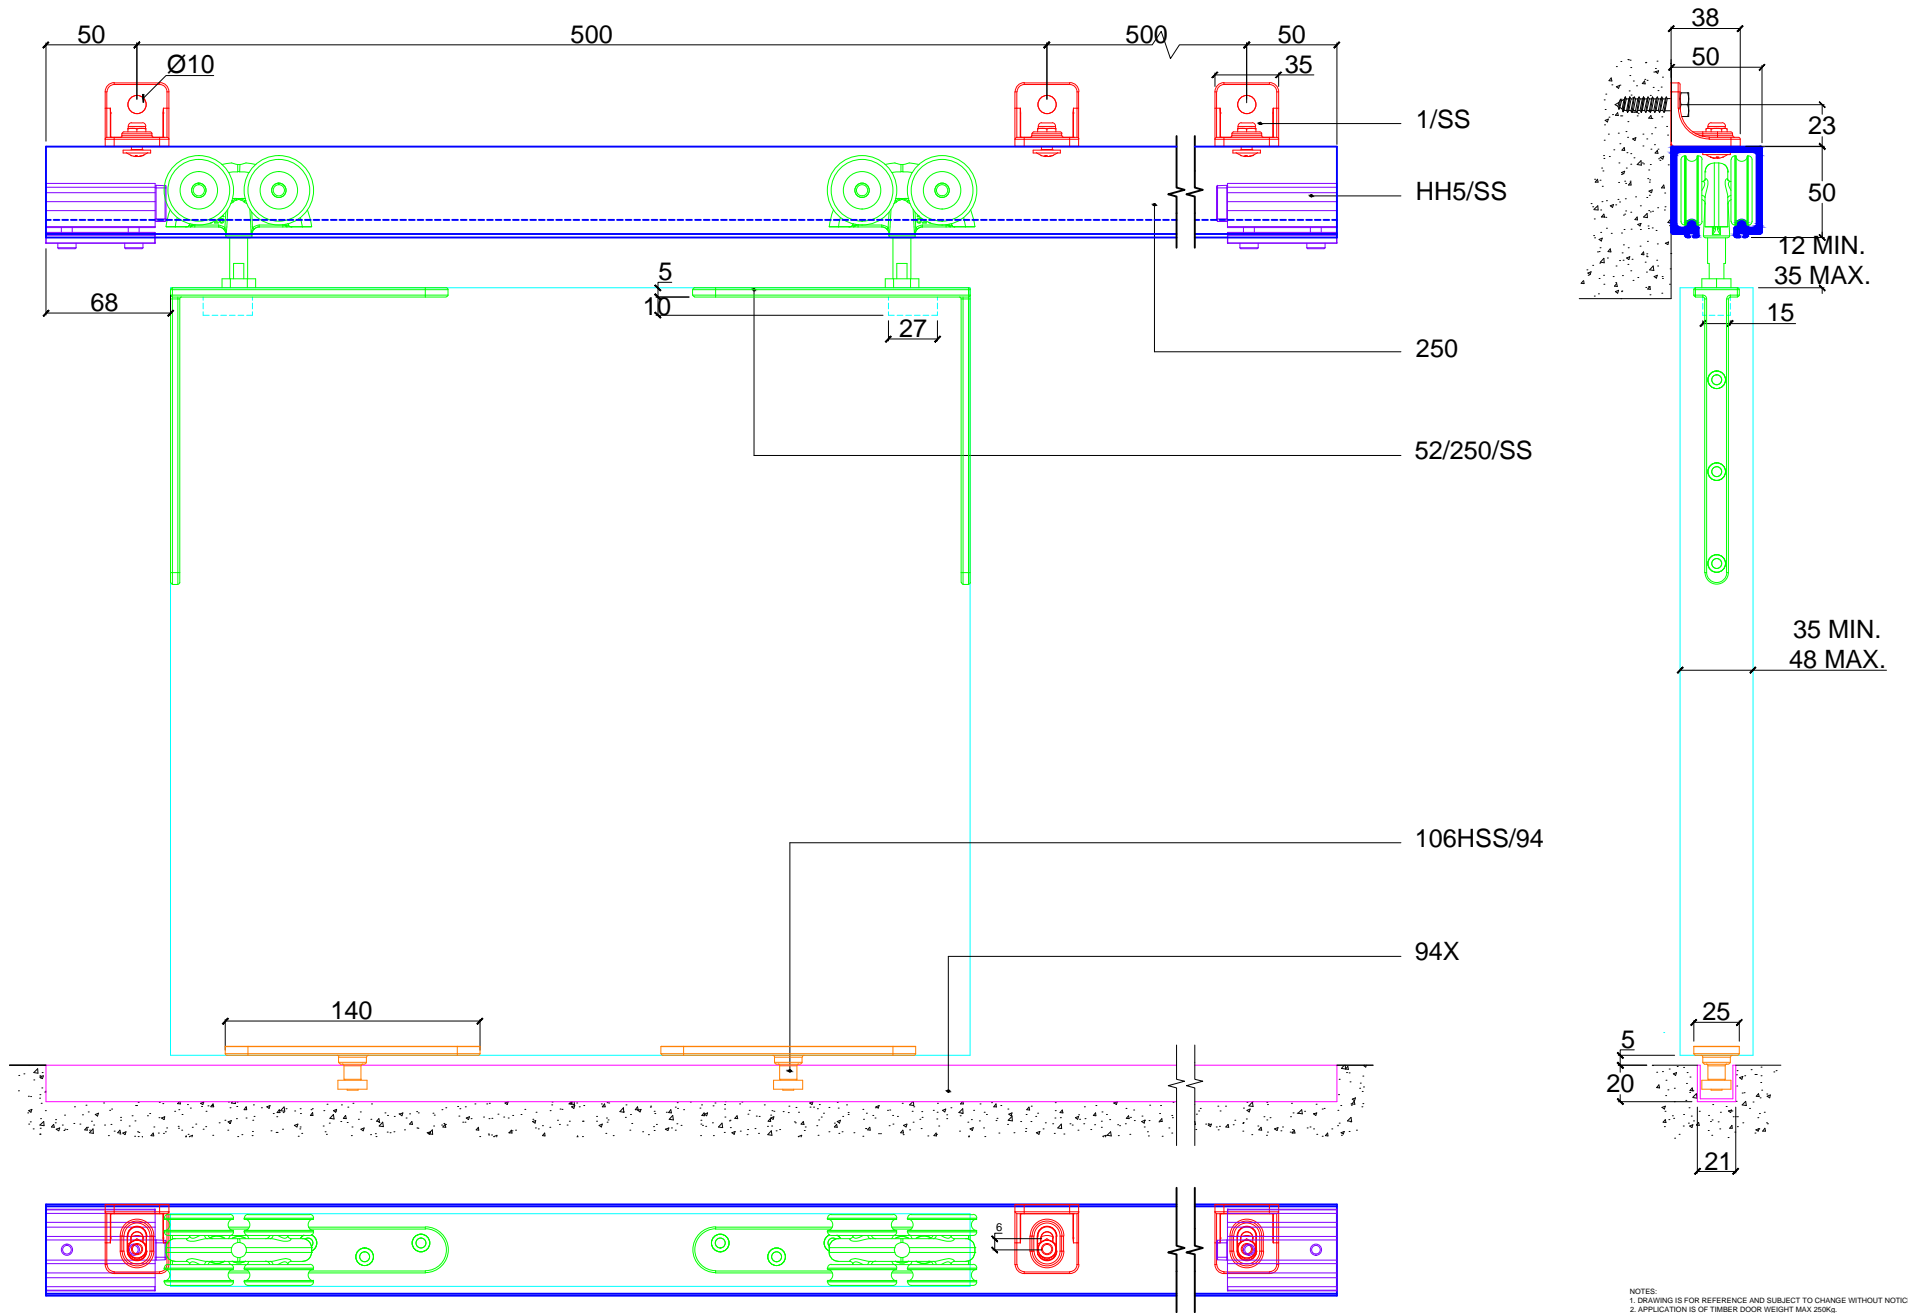 50
500
500
50
38
50
Ø10
35
1/SS
23
HH5/SS
50
12 MIN.
35 MAX.
5
68
10
27
15
250
52/250/SS
35 MIN.
48 MAX.
106HSS/94
94X
140
25
5
20
21
6
NOTES:
1. DRAWING IS FOR REFERENCE AND SUBJECT TO CHANGE WITHOUT NOTIC
2. APPLICATION IS OF TIMBER DOOR WEIGHT MAX 250Kg.